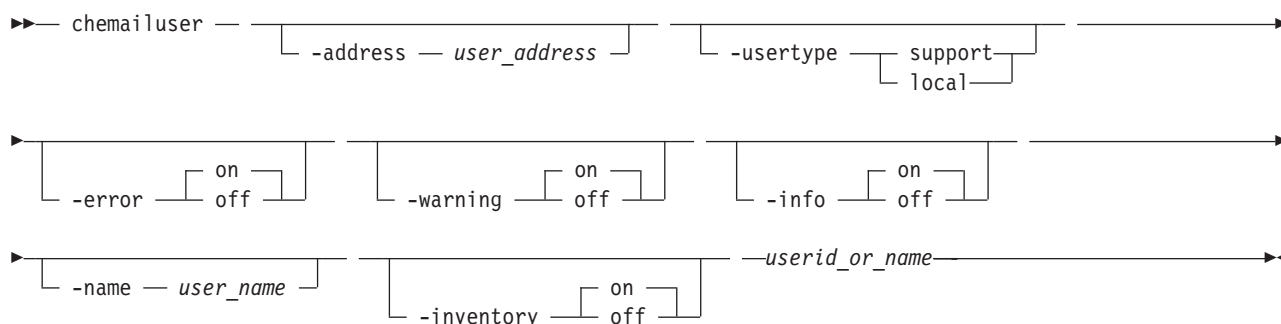 chemailuser
-address user_address
-usertype support
local
-error on
off
-warning on
off
-info on
off
-name user_name
-inventory on
off
userid_or_name